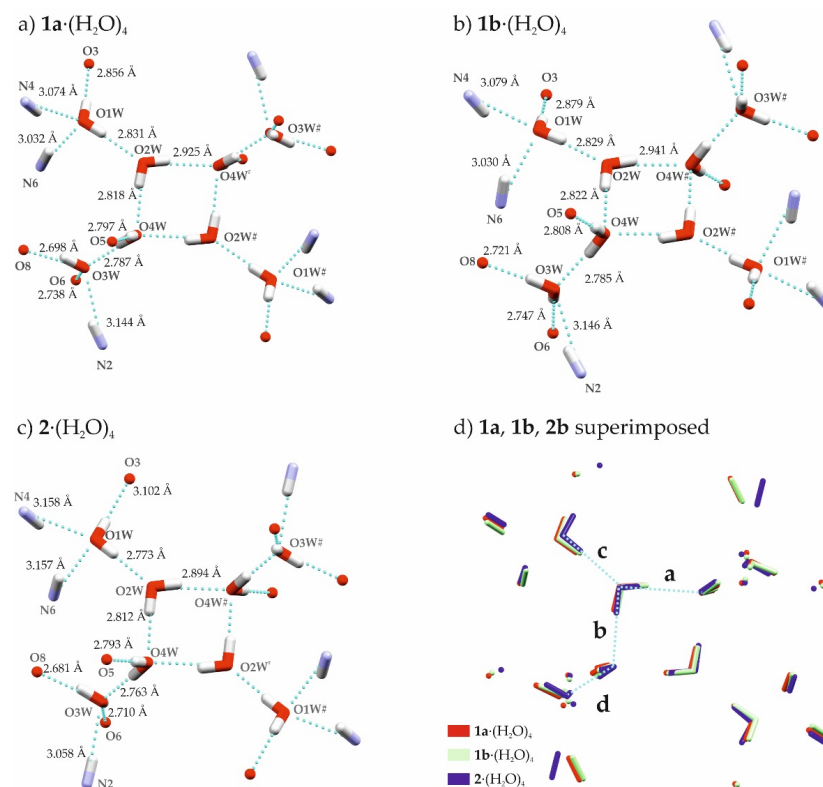 a) 1a·(H₂O)₄
O3
2.856 Å
N4
3.074 Å
O1W
2.831 Å
3.032 Å
O2W
2.925 Å
O3W#
N6
O4W#
2.818 Å
2.797 Å
O4W
O5
O2W#
2.698 Å
2.787 Å
O8
O3W
O6
2.738 Å
O1W#
3.144 Å
N2
b) 1b·(H₂O)₄
N4
3.079 Å
O3
2.879 Å
O1W
2.829 Å
2.941 Å
O3W#
3.030 Å
O2W
O4W#
N6
2.822 Å
O5
O4W
2.808 Å
O2W#
2.721 Å
O8
O3W
2.785 Å
O1W#
2.747 Å
O6
3.146 Å
N2
c) 2·(H₂O)₄
O3
3.102 Å
3.158 Å
N4
O1W
2.773 Å
3.157 Å
O2W
2.894 Å
O3W#
N6
O4W#
2.812 Å
2.793 Å
O4W
O8
O5
O2W'
2.681 Å
2.763 Å
O3W
2.710 Å
O6
O1W#
3.058 Å
N2
d) 1a, 1b, 2b superimposed
c
a
b
d
1a·(H₂O)₄
1b·(H₂O)₄
2·(H₂O)₄